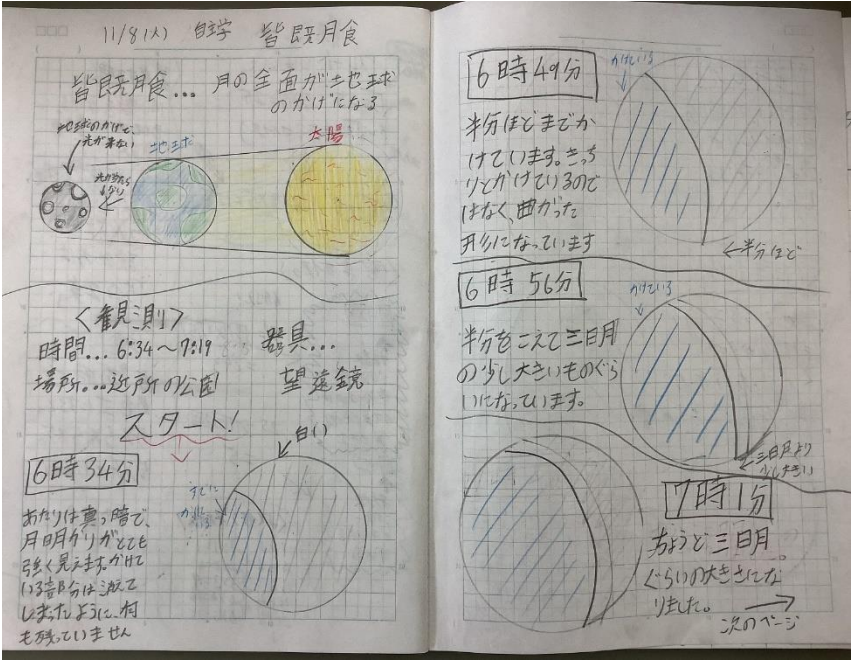 11/8(火) 自主学 皆既月食
皆既月食… 月の全面が地球
のかげになる
地球のかげで、
光が来ない
地球
太陽
<観測>
時間… 6:34〜7:19
場所。…近所の公園
器具…
望遠鏡
スタート!
6時34分
白い
すでに
あたりは真っ暗で、
月明かりがとても
強く見えます。かけて
いる部分は消えて
しまったように、何
も残っていません
6時49分
かけている
半分ほどまでか
けています。きっち
りとかけているので
はなく、曲がった
形になっています
←半分ほど
6時56分
かけている
半分をこえて三日月
の少し大きいものぐら
いになっています。
三日月より
少し大きい
7時1分
ちょうど三日月。
ぐらいの大きさにな
りました。
次のページ